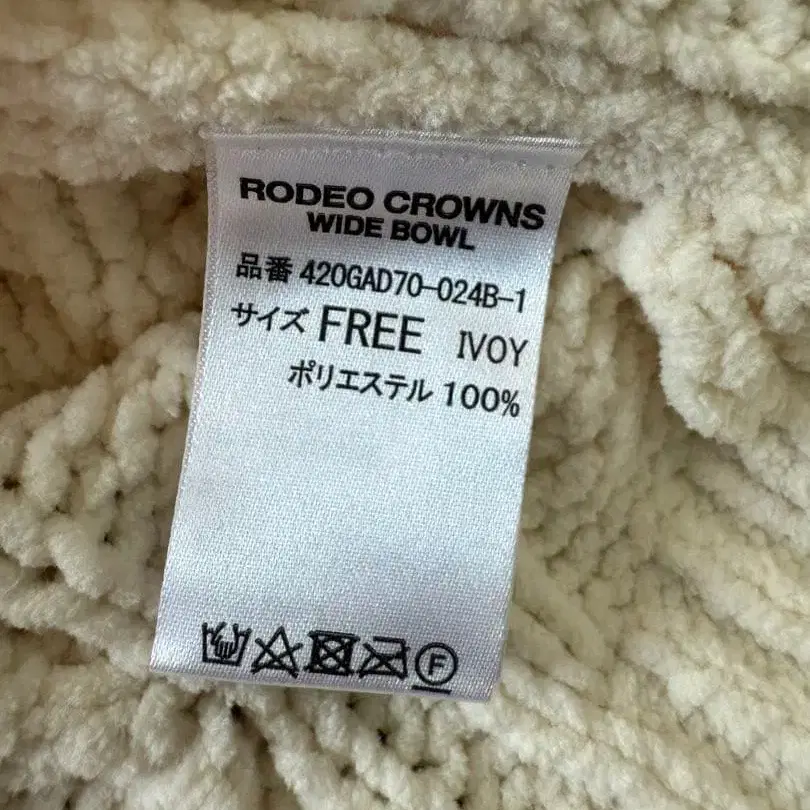 RODEO CROWNS
WIDE BOWL
品番 420GAD70-024B-1
サイズ FREE IVOY
ポリエステル 100%
F